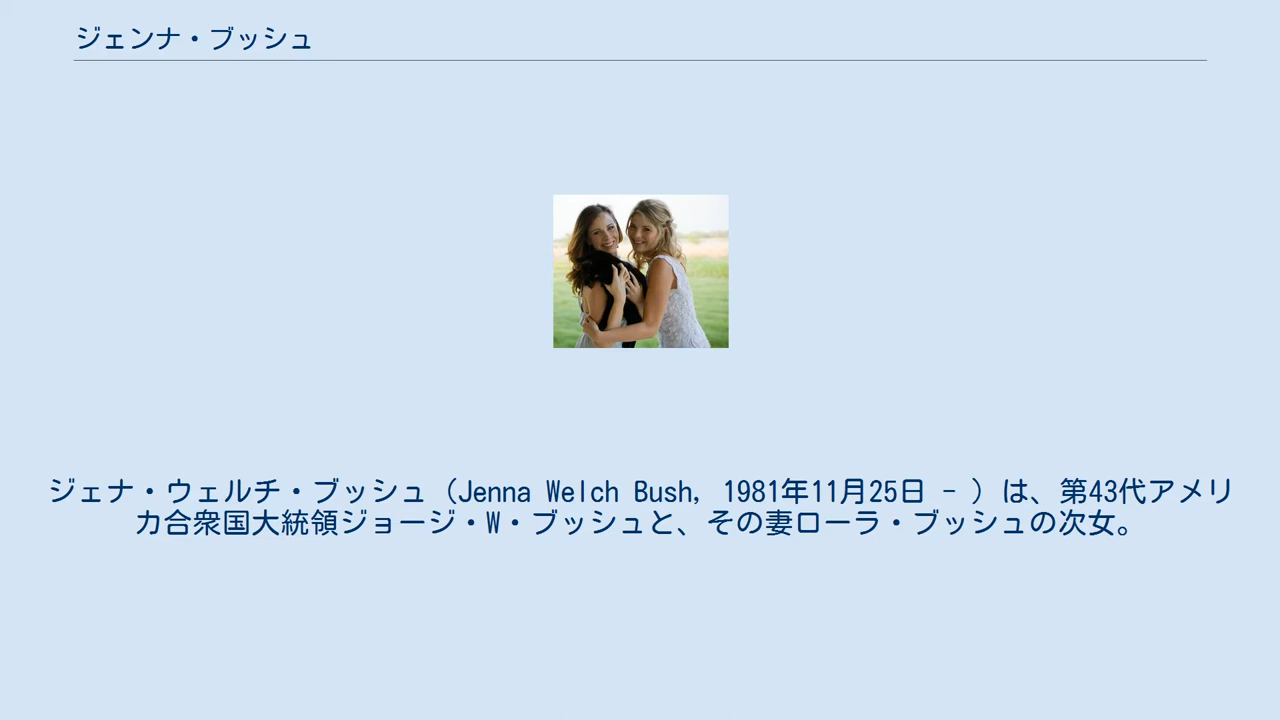 ジェンナ・ブッシュ
ジェナ・ウェルチ・ブッシュ（Jenna Welch Bush, 1981年11月25日 - ）は、第43代アメリ
カ合衆国大統領ジョージ・W・ブッシュと、その妻ローラ・ブッシュの次女。